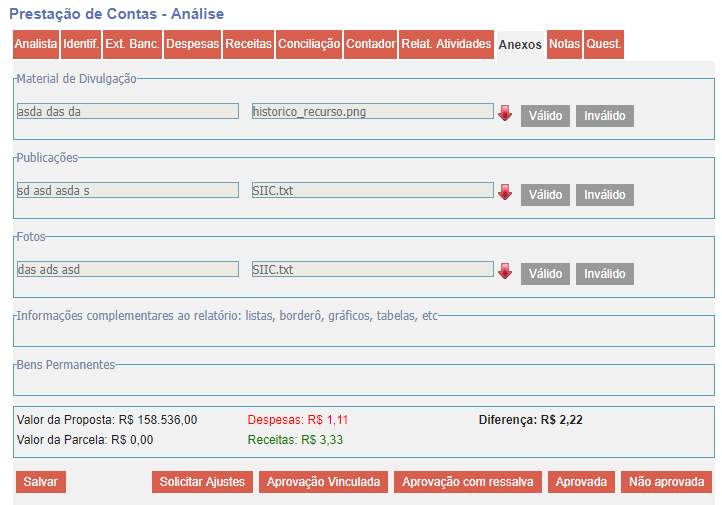 Prestação de Contas - Análise
Analista Identif. Ext. Banc. Despesas Receitas Conciliação Contador Relat. Atividades Anexos Notas Quest.
Material de Divulgação
asda das da historico_recurso.png Válido Inválido
Publicações
sd asd asda s SIIC.txt Válido Inválido
Fotos
das ads asd SIIC.txt Válido Inválido
Informações complementares ao relatório: listas, borderô, gráficos, tabelas, etc
Bens Permanentes
Valor da Proposta: R$ 158.536,00 Despesas: R$ 1,11 Diferença: R$ 2,22
Valor da Parcela: R$ 0,00 Receitas: R$ 3,33
Salvar Solicitar Ajustes Aprovação Vinculada Aprovação com ressalva Aprovada Não aprovada